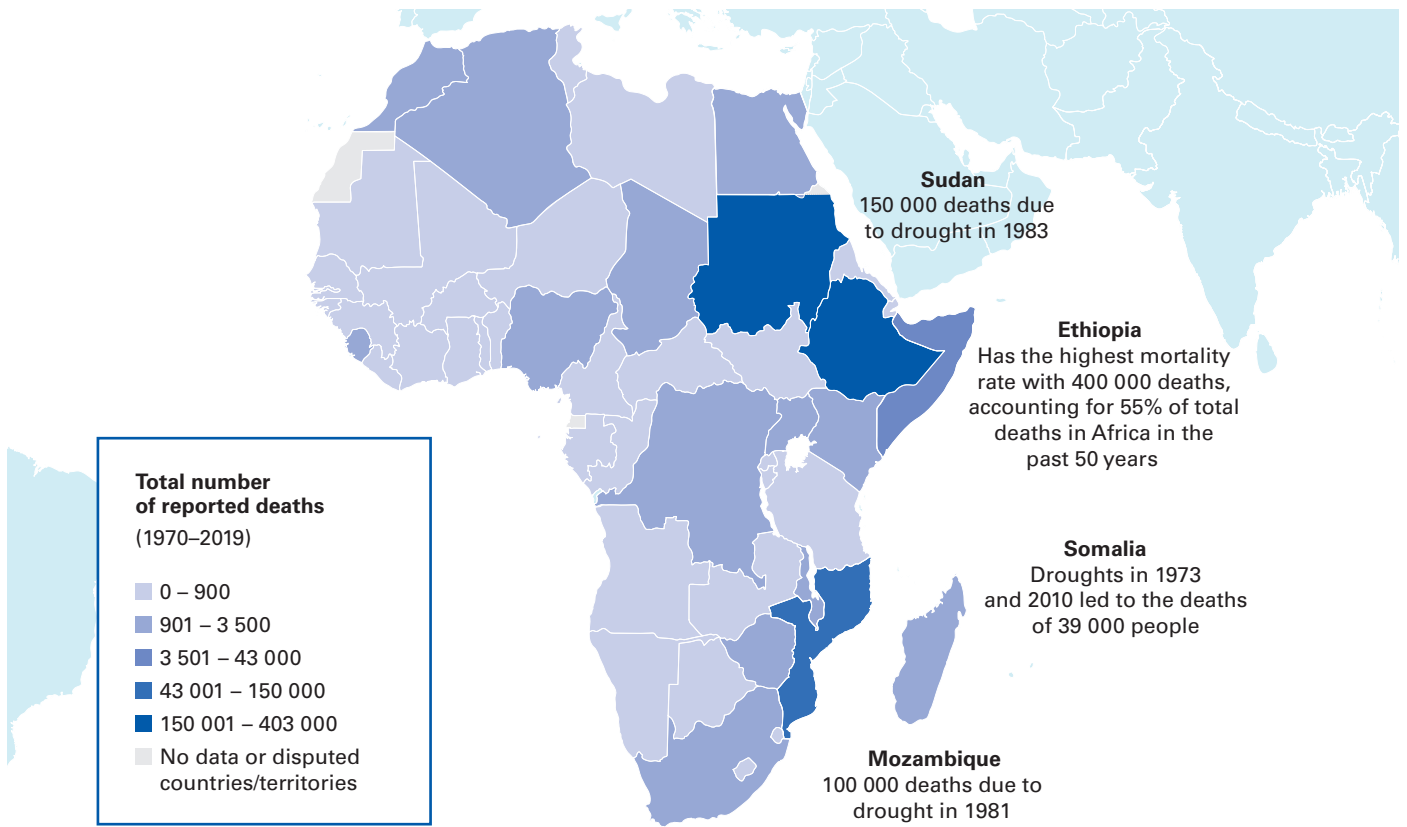 Sudan
150 000 deaths due
to drought in 1983
Ethiopia
Has the highest mortality
rate with 400 000 deaths,
accounting for 55% of total
deaths in Africa in the
past 50 years
Total number
of reported deaths
(1970–2019)
0 – 900
901 – 3 500
3 501 – 43 000
43 001 – 150 000
150 001 – 403 000
No data or disputed
countries/territories
Somalia
Droughts in 1973
and 2010 led to the deaths
of 39 000 people
Mozambique
100 000 deaths due to
drought in 1981